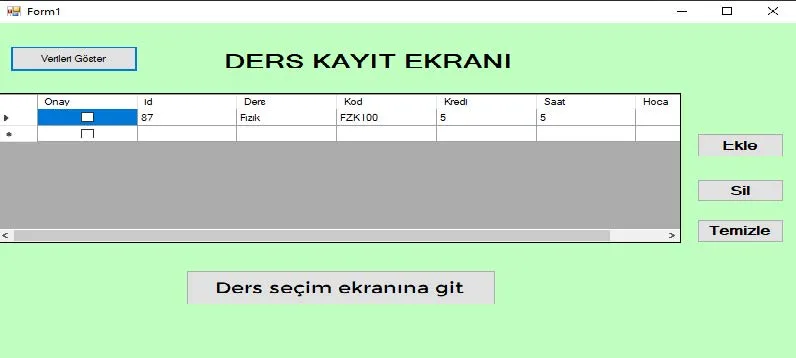 Form1
Verileri Göster
DERS KAYIT EKRANI
Onay id Ders Kod Kredi Saat Hoca
87 Fizik FZK100 5 5
Ekle
Sil
Temizle
Ders seçim ekranına git